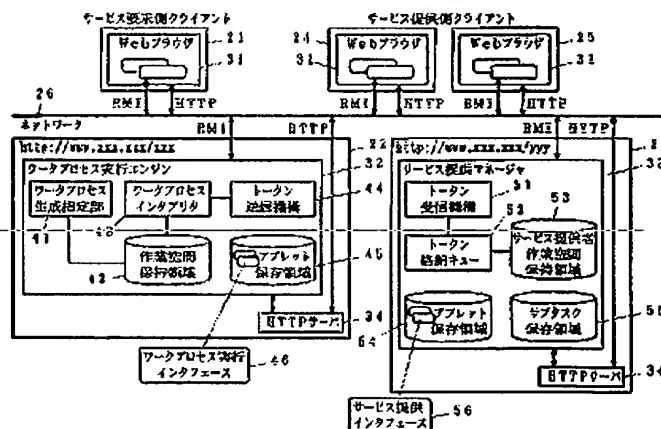 サービス要求側クライアント
サービス提供側クライアント
Webブラウザ
21
31
24
Webブラウザ
31
Webブラウザ
25
31
RMI
HTTP
RMI
HTTP
RMI
HTTP
26
ネットワーク
RMI
HTTP
RMI
HTTP
http://www.xxx.xxx/xxx
22
ワークプロセス実行エンジン
32
ワークプロセス
生成指定部
41
ワークプロセス
インタプリタ
43
トークン
送信機構
44
作業空間
保持領域
42
アプレット
保存領域
45
HTTPサーバ
34
ワークプロセス実行
インタフェース
46
http://www.xxx.xxx/yyy
サービス提供マネージャ
トークン
受信機構
51
トークン
格納キュー
52
53
サービス提供者
作業空間
保持領域
アプレット
保存領域
54
サブタスク
保存領域
55
HTTPサーバ
34
サービス提供
インタフェース
56